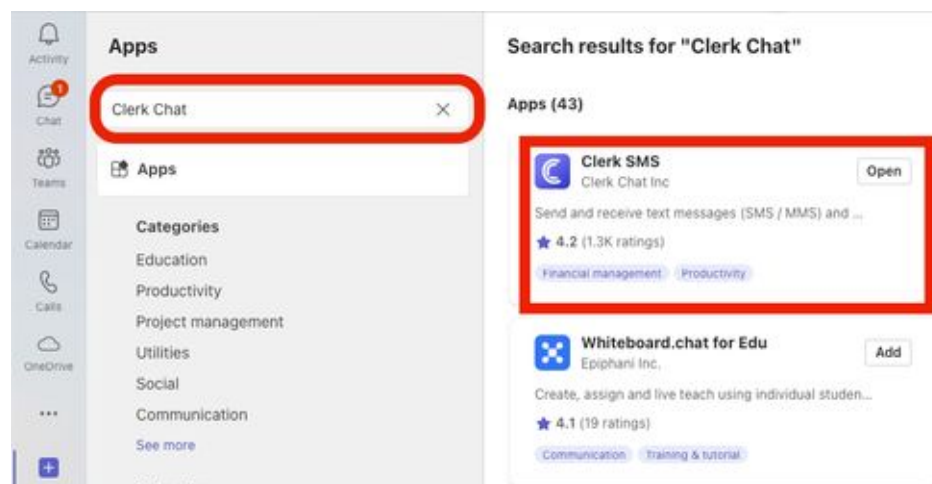 Activity
1
Chat
Teams
Calendar
Calls
OneDrive
Apps
Clerk Chat
Apps
Categories
Education
Productivity
Project management
Utilities
Social
Communication
See more
Search results for "Clerk Chat"
Apps (43)
Clerk SMS
Open
Clerk Chat Inc
Send and receive text messages (SMS / MMS) and ...
4.2 (1.3K ratings)
Financial management Productivity
Whiteboard.chat for Edu
Add
Epiphani Inc.
Create, assign and live teach using individual studen...
4.1 (19 ratings)
Communication Training & tutorial